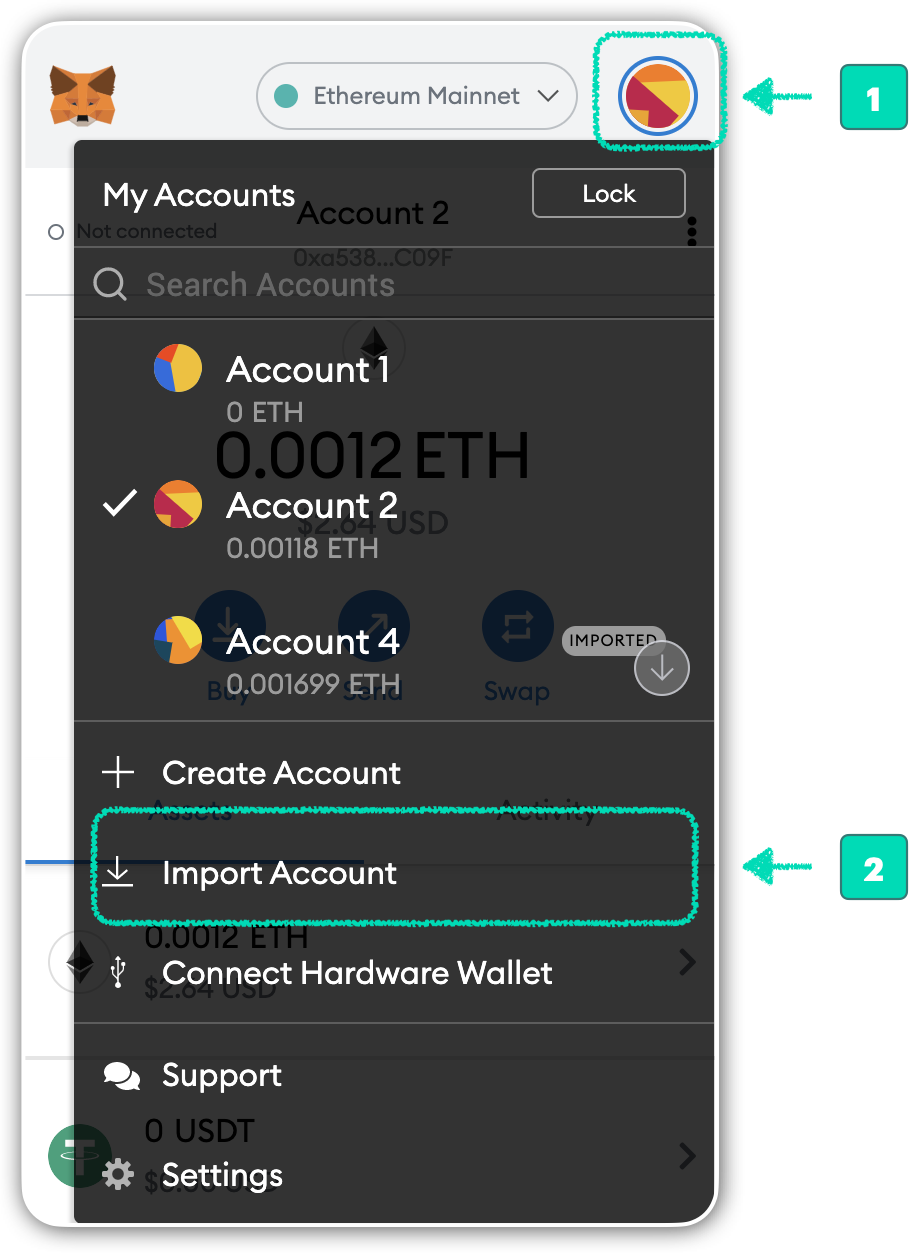 Ethereum Mainnet
1
My Accounts
Lock
Account 2
Not connected
0xa538...C09F
Search Accounts
Account 1
0 ETH
0.0012 ETH
Account 2
$2.64 USD
0.00118 ETH
Account 4
IMPORTED
0.001699 ETH
Buy
Send
Swap
Create Account
Assets
Activity
Import Account
2
0.0012 ETH
Connect Hardware Wallet
$2.64 USD
Support
0 USDT
Settings